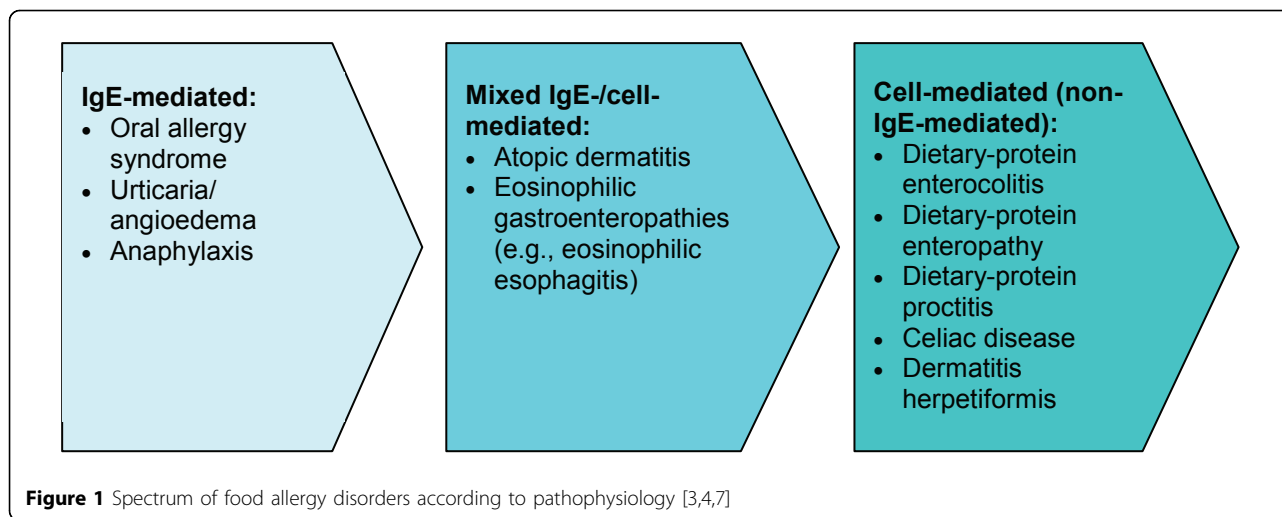 IgE-mediated:
• Oral allergy
syndrome
• Urticaria/
angioedema
• Anaphylaxis
Mixed IgE-/cell-
mediated:
• Atopic dermatitis
• Eosinophilic
gastroenteropathies
(e.g., eosinophilic
esophagitis)
Cell-mediated (non-
IgE-mediated):
• Dietary-protein
enterocolitis
• Dietary-protein
enteropathy
• Dietary-protein
proctitis
• Celiac disease
• Dermatitis
herpetiformis
Figure 1 Spectrum of food allergy disorders according to pathophysiology [3,4,7]